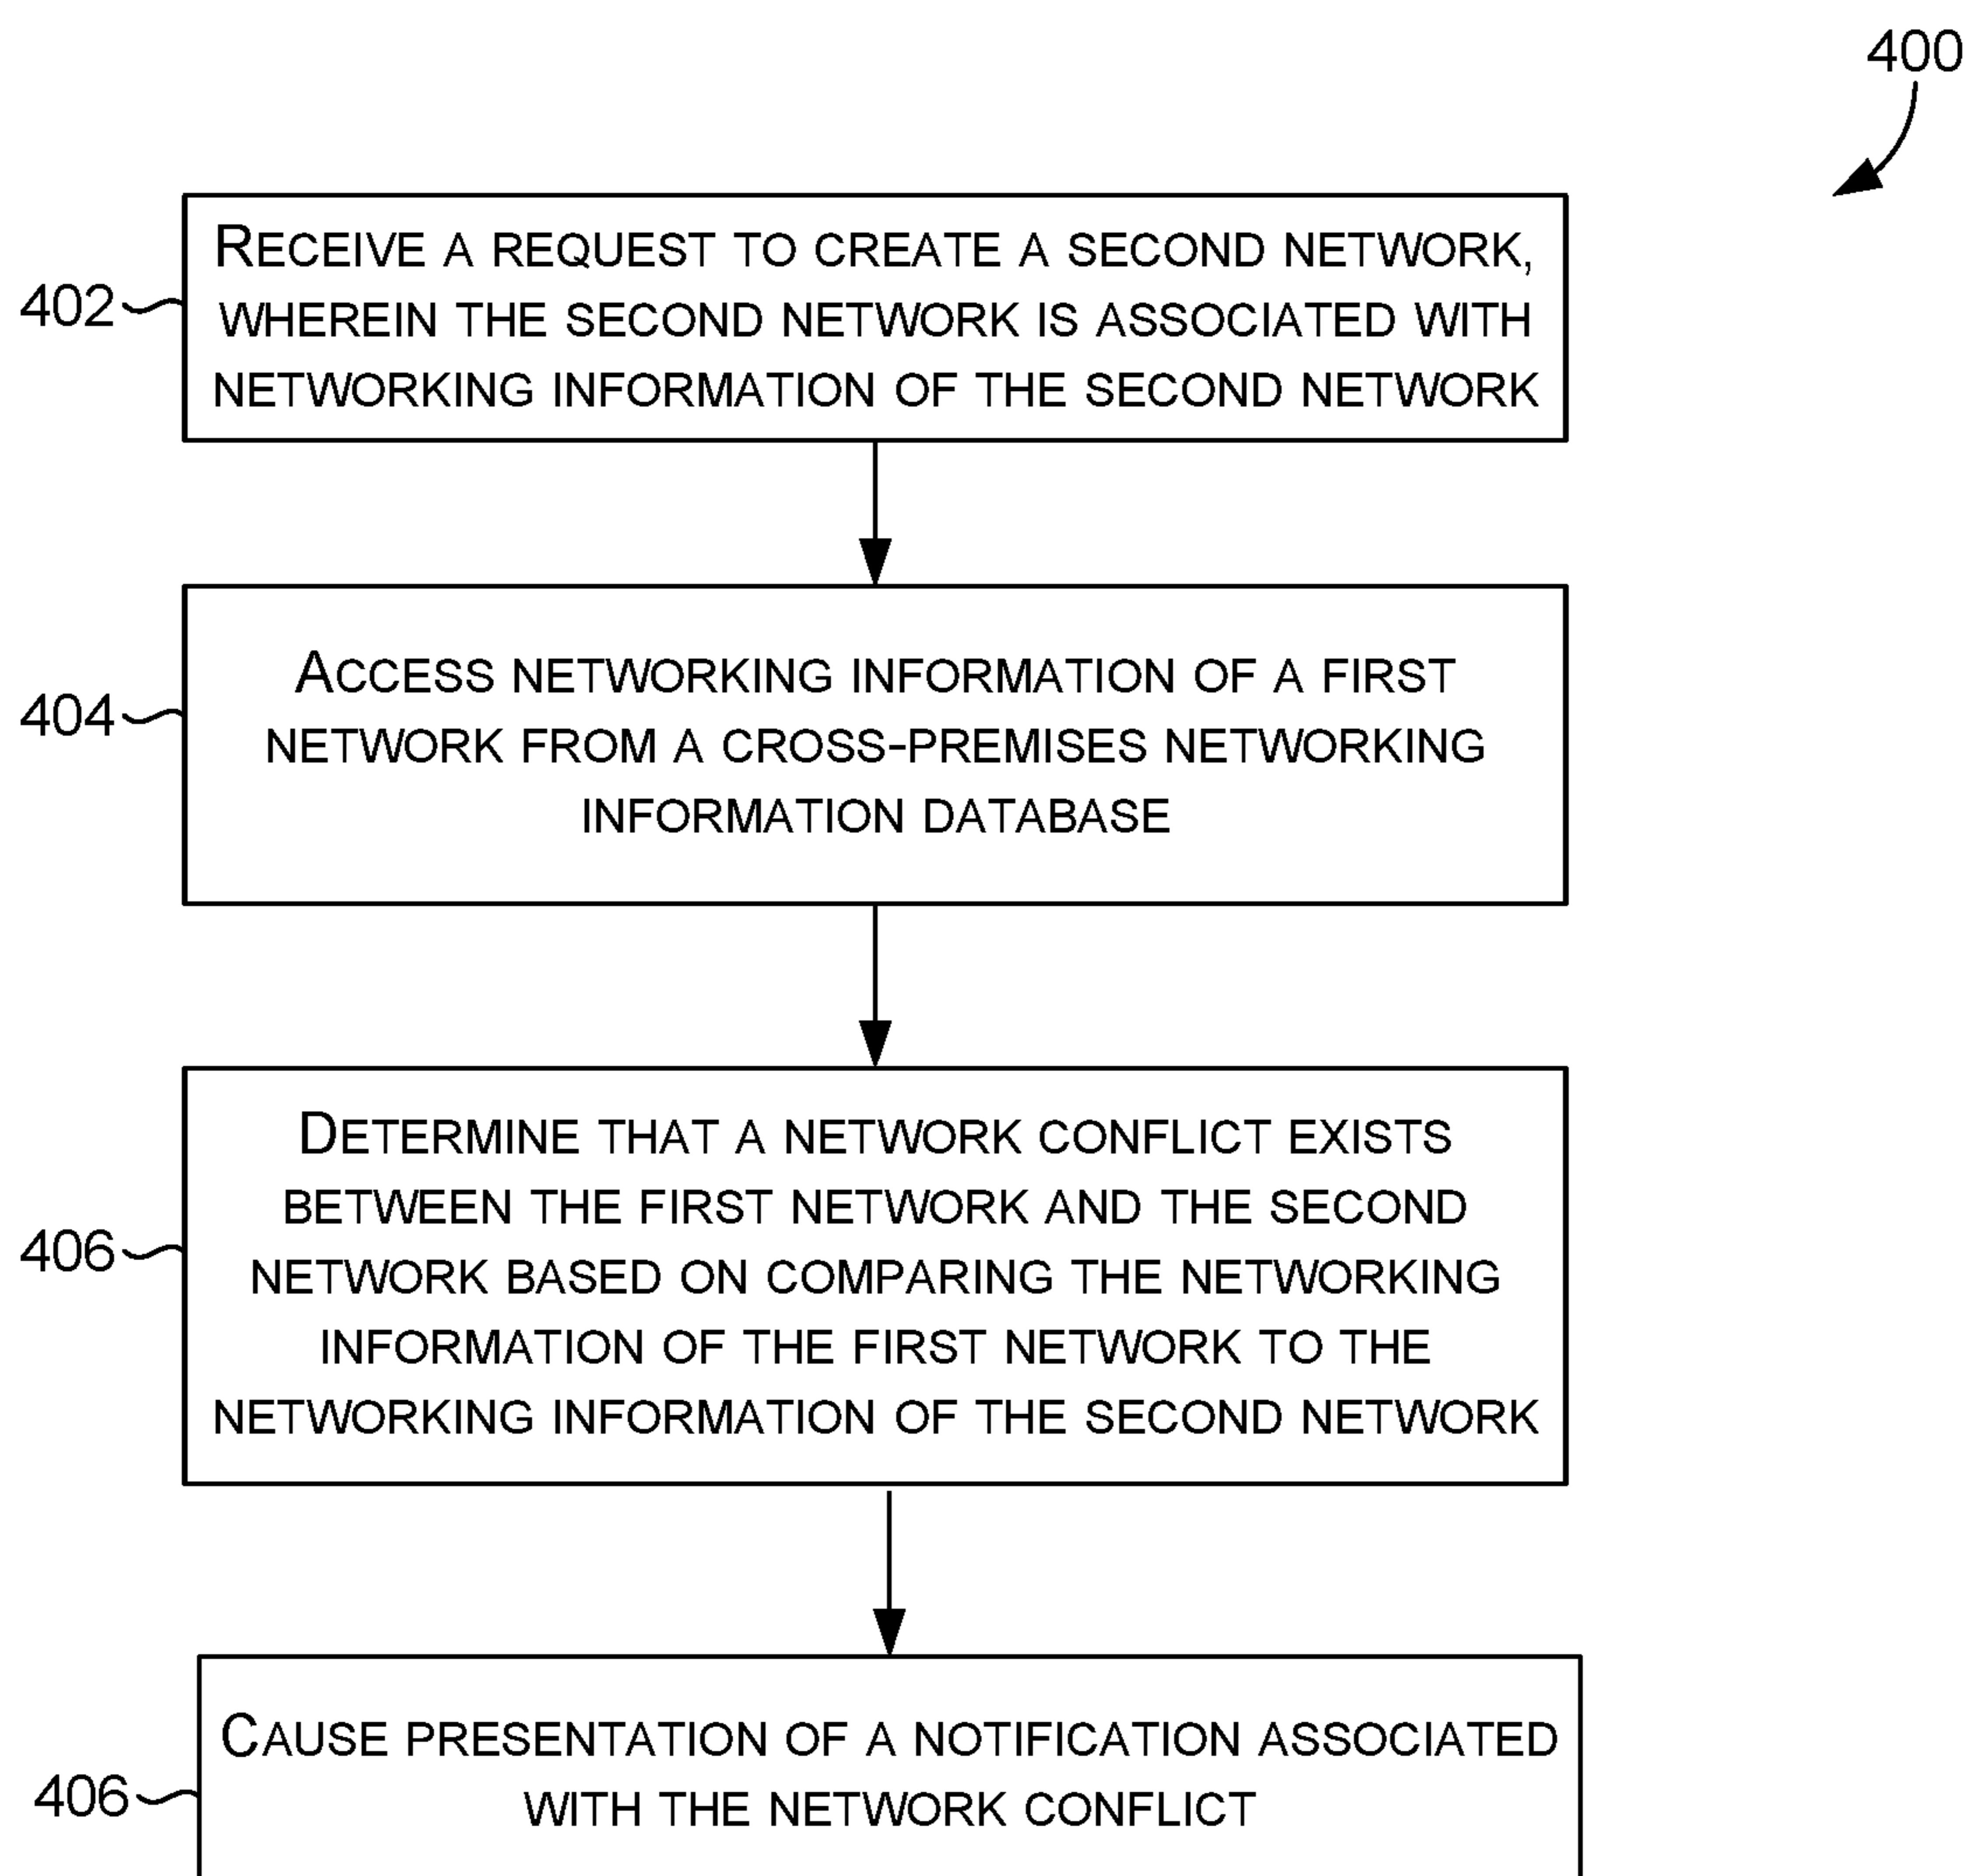 400
402
RECEIVE A REQUEST TO CREATE A SECOND NETWORK,
WHEREIN THE SECOND NETWORK IS ASSOCIATED WITH
NETWORKING INFORMATION OF THE SECOND NETWORK
404
ACCESS NETWORKING INFORMATION OF A FIRST
NETWORK FROM A CROSS-PREMISES NETWORKING
INFORMATION DATABASE
406
DETERMINE THAT A NETWORK CONFLICT EXISTS
BETWEEN THE FIRST NETWORK AND THE SECOND
NETWORK BASED ON COMPARING THE NETWORKING
INFORMATION OF THE FIRST NETWORK TO THE
NETWORKING INFORMATION OF THE SECOND NETWORK
406
CAUSE PRESENTATION OF A NOTIFICATION ASSOCIATED
WITH THE NETWORK CONFLICT